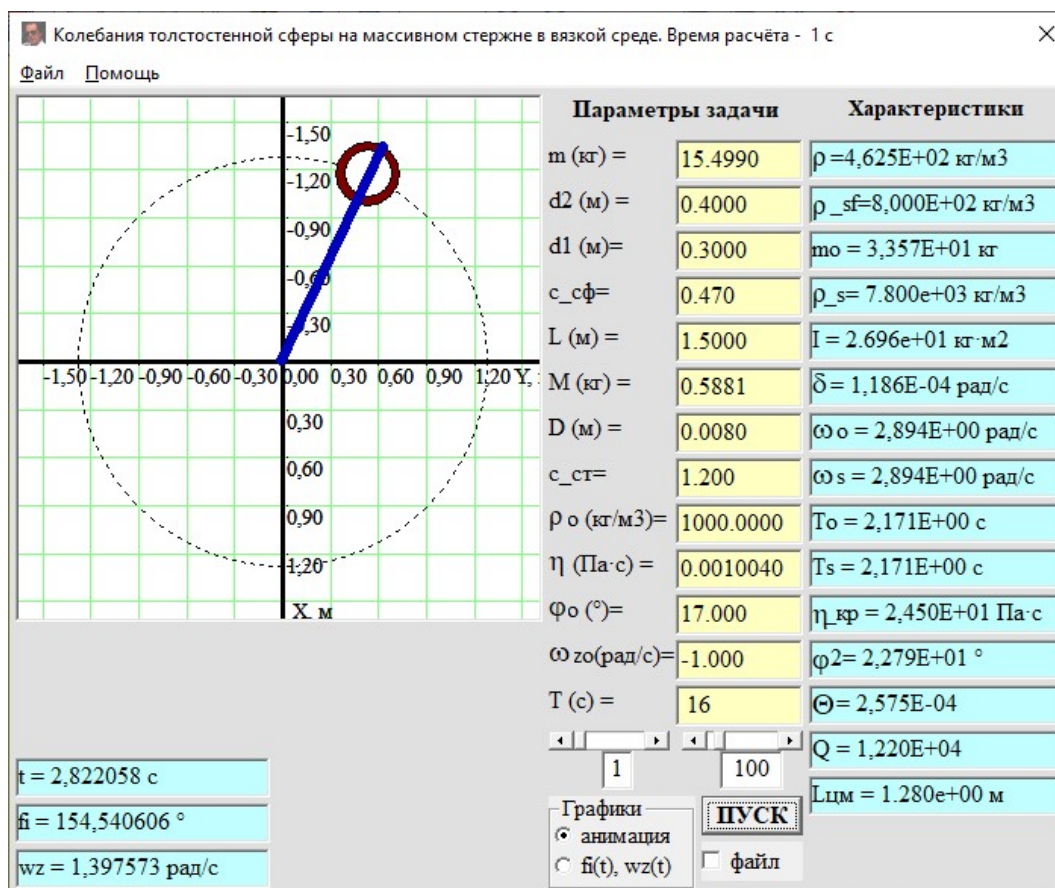 Колебания толстостенной сферы на массивном стержне в вязкой среде. Время расчёта - 1 с
Файл Помощь
-1,50
-1,20
-0,90
-0,60
-1,50 -1,20 -0,90 -0,60 -0,30 0,00 0,30 0,60 0,90 1,20 Y,
0,30
0,60
0,90
1,20
X, м
t = 2,822058 с
fi = 154,540606 °
wz = 1,397573 рад/с
Параметры задачи
m (кг) = 15.4990
d2 (м) = 0.4000
d1 (м)= 0.3000
c_сф= 0.470
L (м) = 1.5000
M (кг) = 0.5881
D (м) = 0.0080
c_ст= 1.200
ρo (кг/м3)= 1000.0000
η (Па·с) = 0.0010040
φo (°)= 17.000
ωzo(рад/с)= -1.000
T (с) = 16
1 100
Графики
анимация
fi(t), wz(t)
ПУСК
файл
Характеристики
ρ =4,625E+02 кг/м3
ρ_sf=8,000E+02 кг/м3
mo = 3,357E+01 кг
ρ_s= 7.800e+03 кг/м3
I = 2.696e+01 кг·м2
δ = 1,186E-04 рад/с
ωo = 2,894E+00 рад/с
ωs = 2,894E+00 рад/с
To = 2,171E+00 с
Ts = 2,171E+00 с
η_кр = 2,450E+01 Па·с
φ2= 2,279E+01 °
Θ= 2,575E-04
Q = 1,220E+04
Lцм = 1.280e+00 м